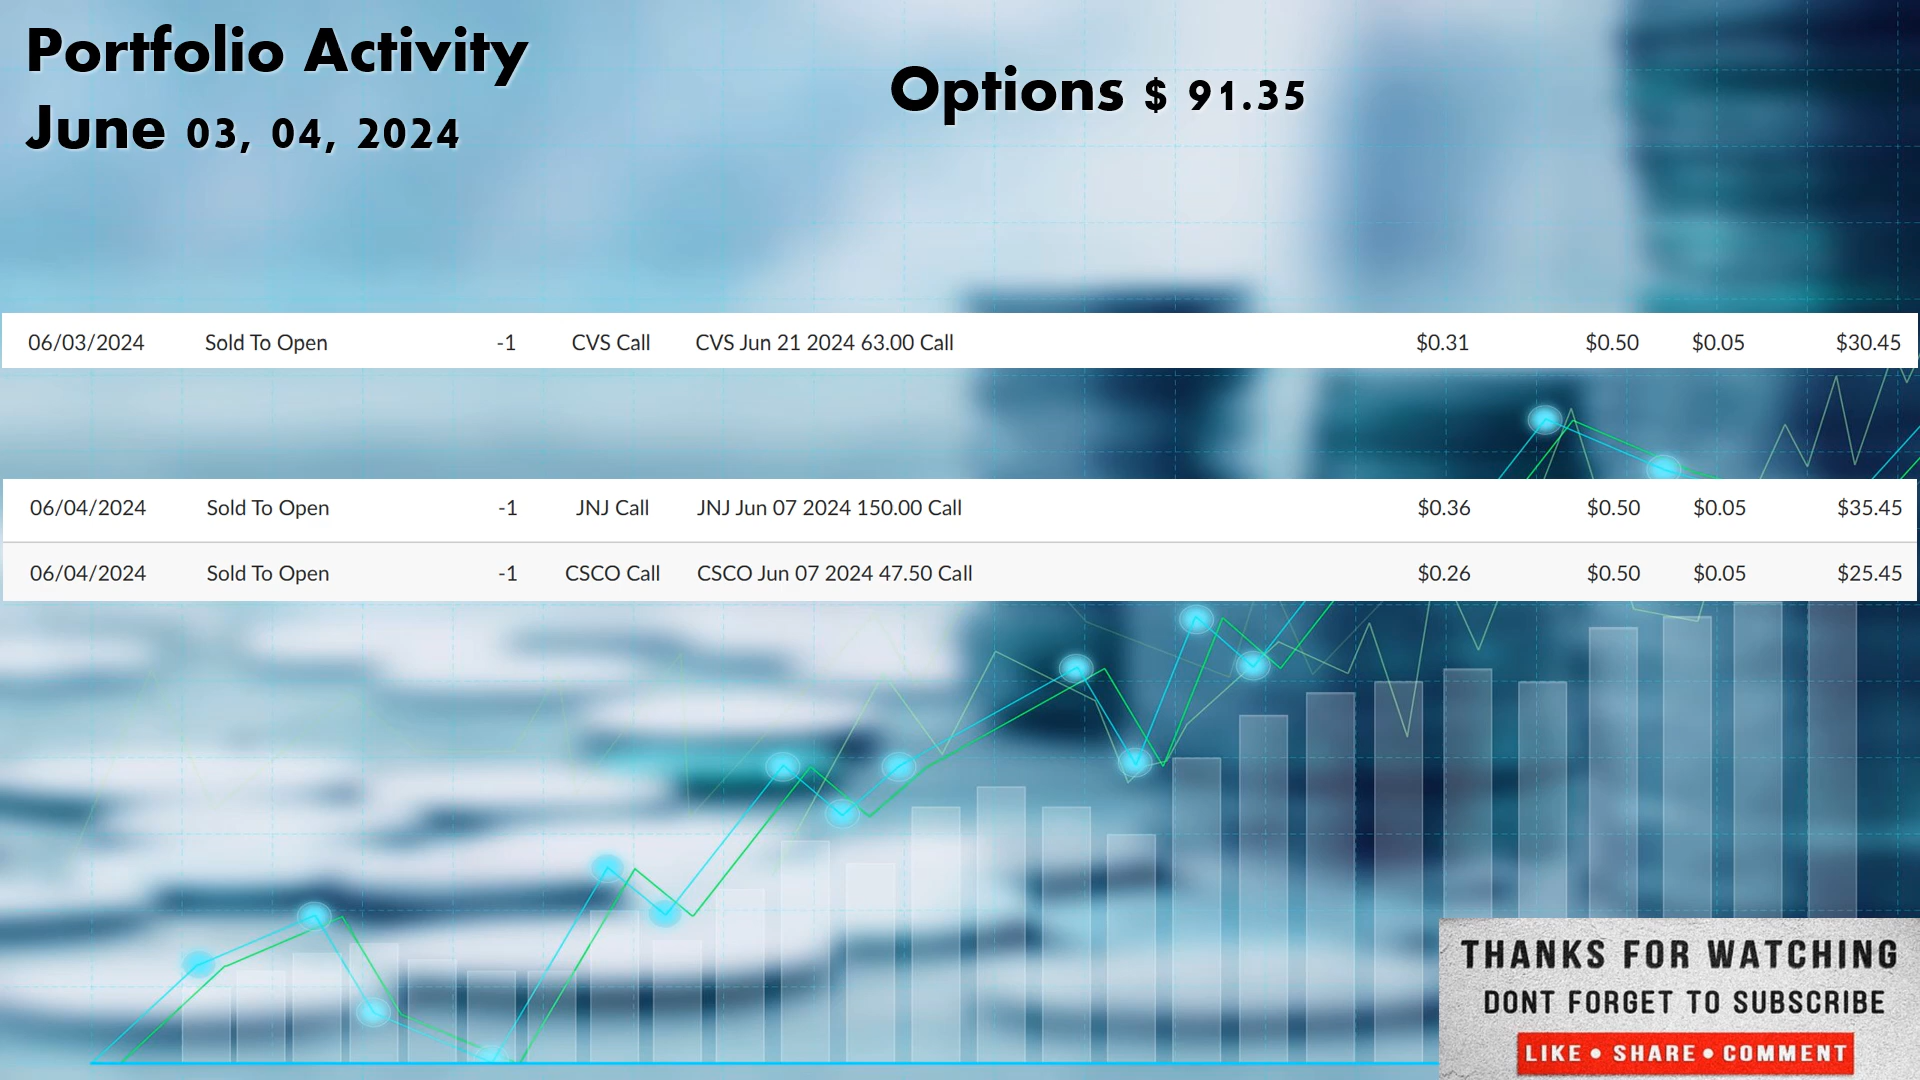 Portfolio Activity
June 03, 04, 2024
Options $ 91.35
06/03/2024 Sold To Open -1 CVS Call CVS Jun 21 2024 63.00 Call $0.31 $0.50 $0.05 $30.45
06/04/2024 Sold To Open -1 JNJ Call JNJ Jun 07 2024 150.00 Call $0.36 $0.50 $0.05 $35.45
06/04/2024 Sold To Open -1 CSCO Call CSCO Jun 07 2024 47.50 Call $0.26 $0.50 $0.05 $25.45
THANKS FOR WATCHING
DONT FORGET TO SUBSCRIBE
LIKE • SHARE • COMMENT